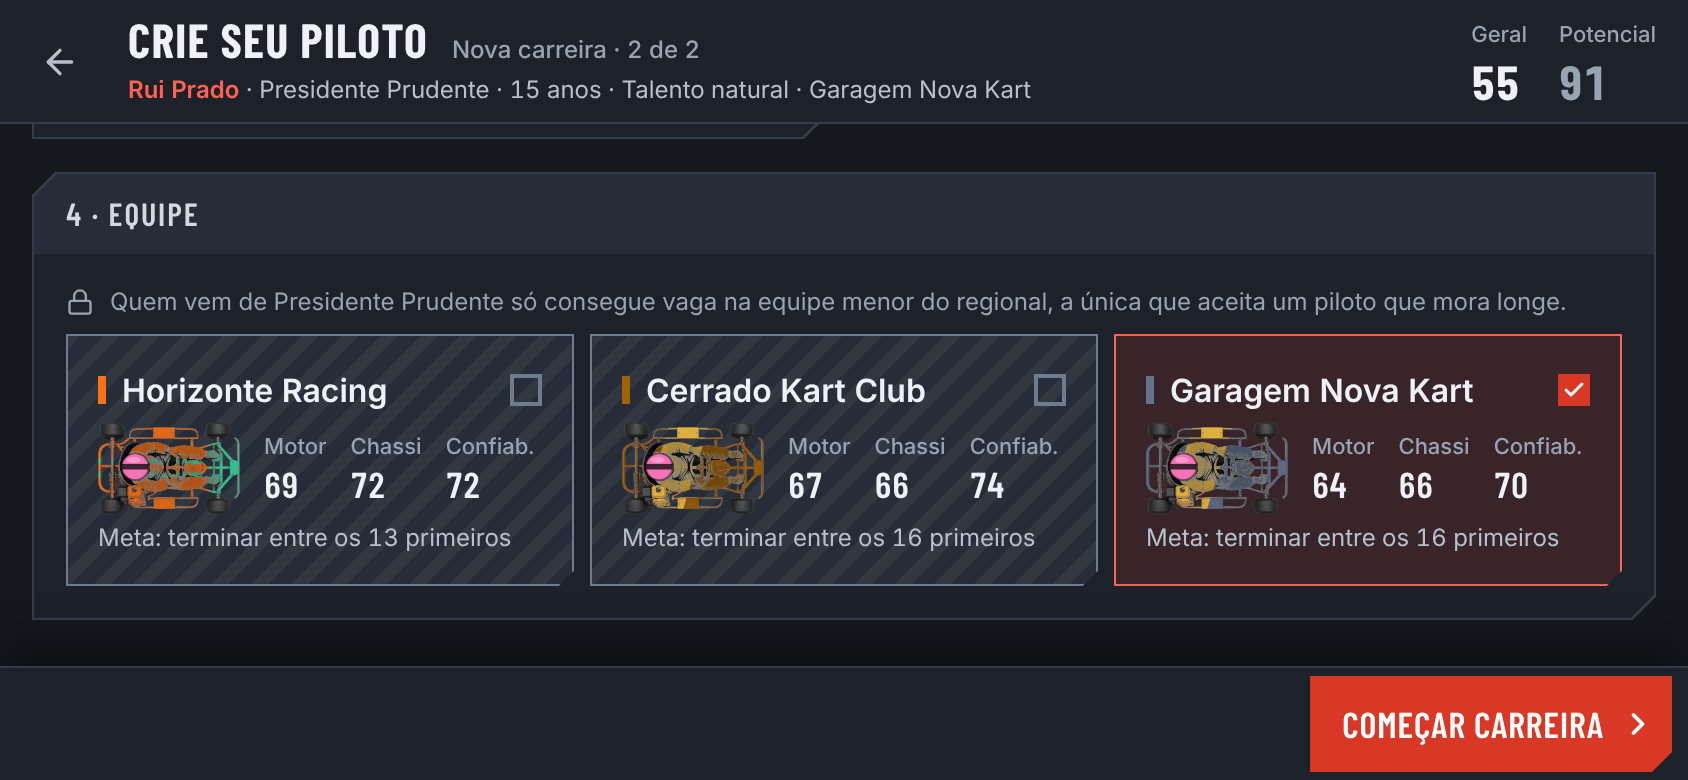 CRIE SEU PILOTO Nova carreira · 2 de 2
Rui Prado · Presidente Prudente · 15 anos · Talento natural · Garagem Nova Kart
Geral Potencial
55 91
4 · EQUIPE
Quem vem de Presidente Prudente só consegue vaga na equipe menor do regional, a única que aceita um piloto que mora longe.
Horizonte Racing
Motor Chassi Confiab.
69 72 72
Meta: terminar entre os 13 primeiros
Cerrado Kart Club
Motor Chassi Confiab.
67 66 74
Meta: terminar entre os 16 primeiros
Garagem Nova Kart
Motor Chassi Confiab.
64 66 70
Meta: terminar entre os 16 primeiros
COMEÇAR CARREIRA